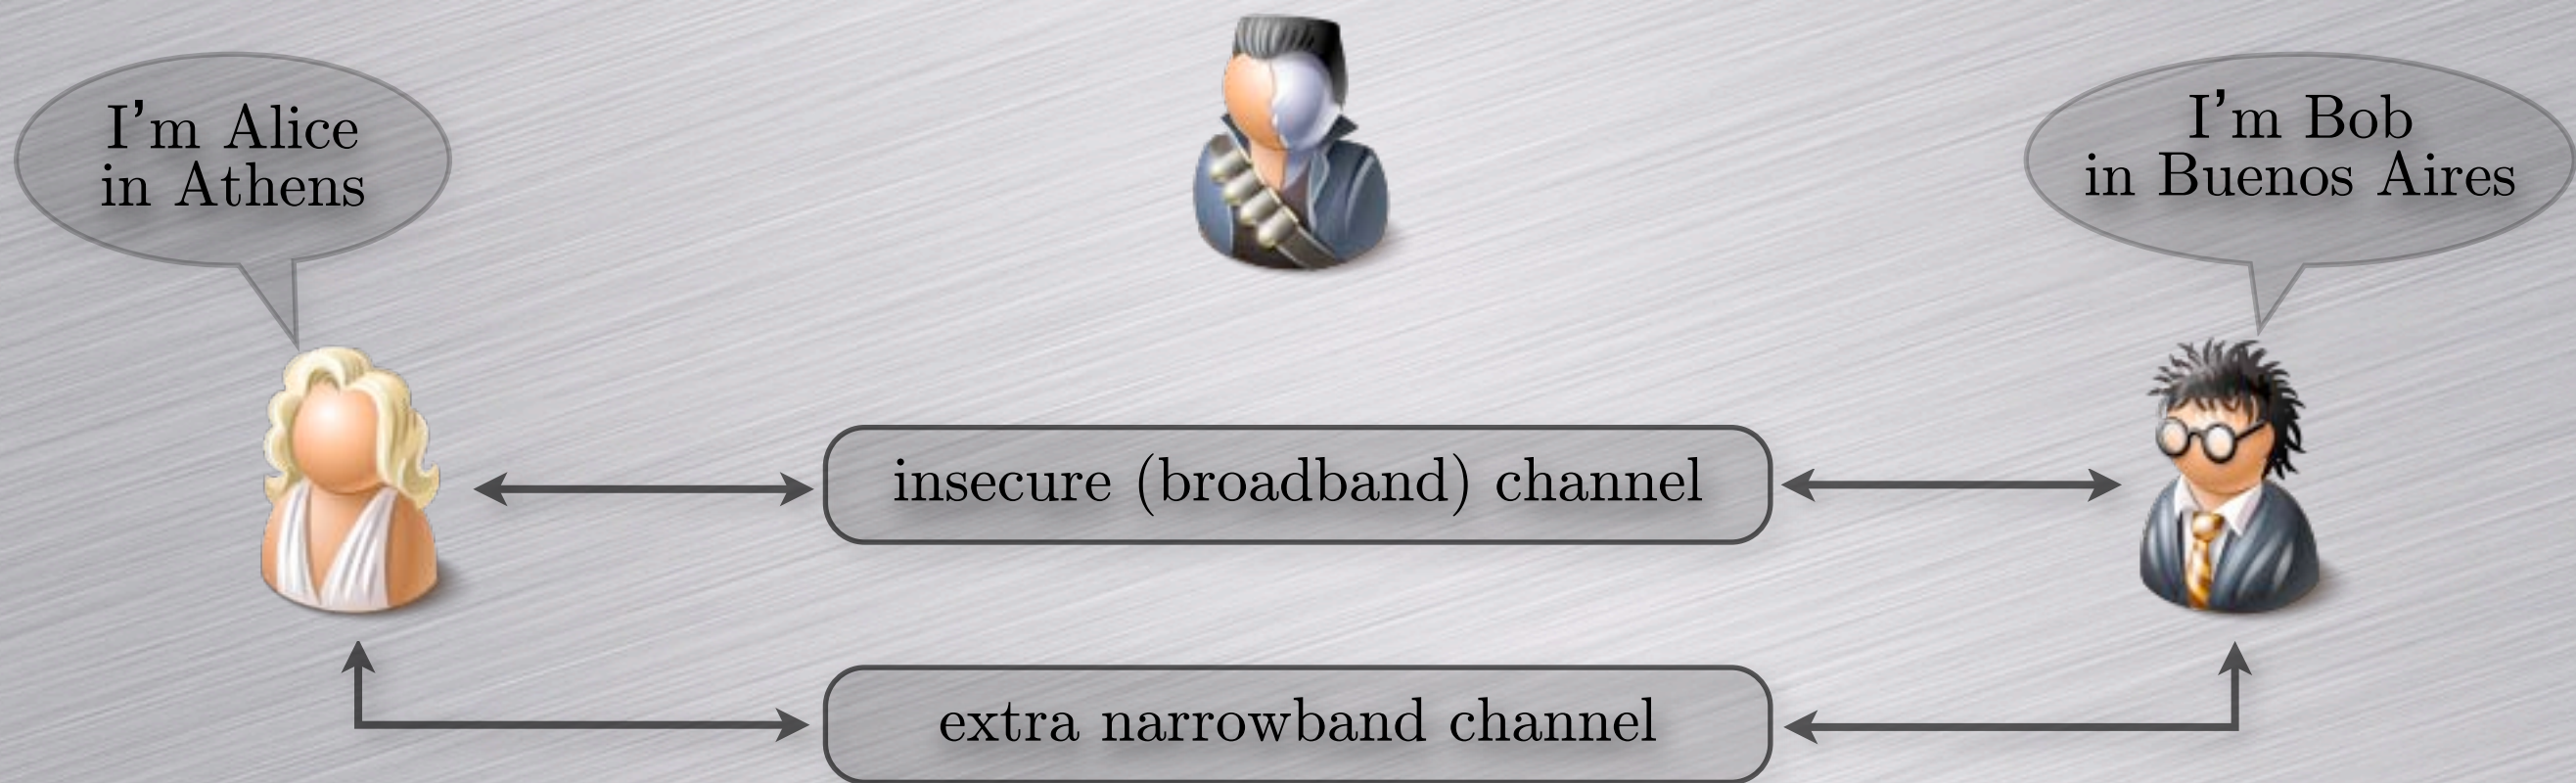 I'm Alice
in Athens
I'm Bob
in Buenos Aires
insecure (broadband) channel
extra narrowband channel